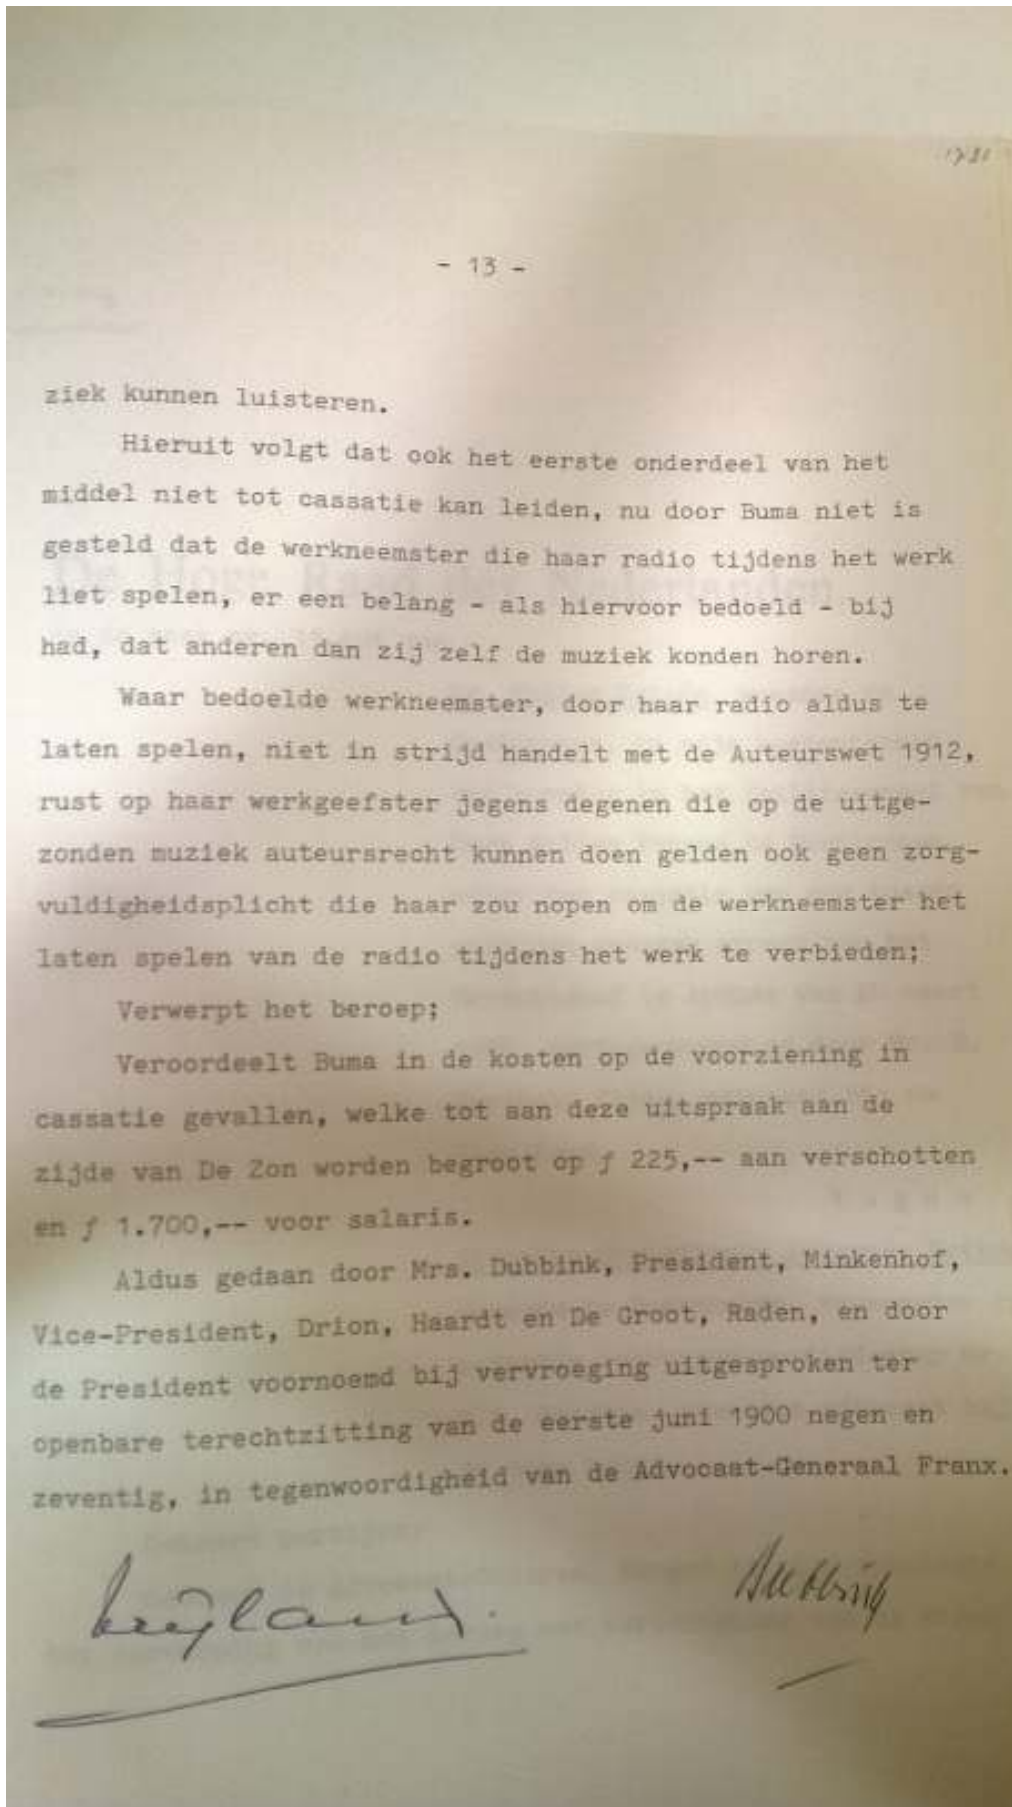 - 13 -
ziek kunnen luisteren.
Hieruit volgt dat ook het eerste onderdeel van het
middel niet tot cassatie kan leiden, nu door Buma niet is
gesteld dat de werkneemster die haar radio tijdens het werk
liet spelen, er een belang - als hiervoor bedoeld - bij
had, dat anderen dan zij zelf de muziek konden horen.
Waar bedoelde werkneemster, door haar radio aldus te
laten spelen, niet in strijd handelt met de Auteurswet 1912,
rust op haar werkgeefster jegens degenen die op de uitge-
zonden muziek auteursrecht kunnen doen gelden ook geen zorg-
vuldigheidsplicht die haar zou nopen om de werkneemster het
laten spelen van de radio tijdens het werk te verbieden;
Verwerpt het beroep;
Veroordeelt Buma in de kosten op de voorziening in
cassatie gevallen, welke tot aan deze uitspraak aan de
zijde van De Zon worden begroot op ƒ 225,-- aan verschotten
en ƒ 1.700,-- voor salaris.
Aldus gedaan door Mrs. Dubbink, President, Minkenhof,
Vice-President, Drion, Haardt en De Groot, Raden, en door
de President voornoemd bij vervroeging uitgesproken ter
openbare terechtzitting van de eerste juni 1900 negen en
zeventig, in tegenwoordigheid van de Advocaat-Generaal Franx.